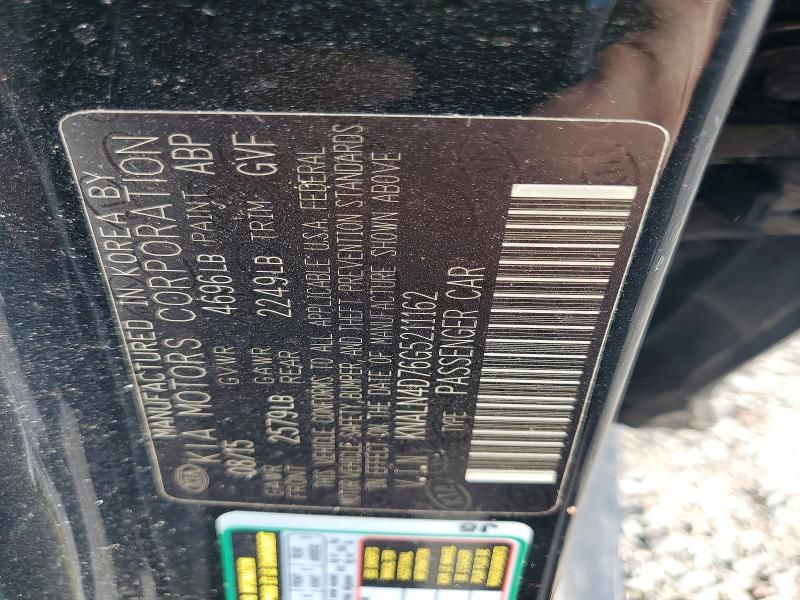 MANUFACTURED IN KOREA BY
KIA MOTORS CORPORATION
08/15 GVWR 4696LB PAINT ABP
GAWR FRONT 2579LB GAWR REAR 2249LB TRIM GVF
THIS VEHICLE CONFORMS TO ALL APPLICABLE U.S.A. FEDERAL
MOTOR VEHICLE SAFETY, BUMPER AND THEFT PREVENTION STANDARDS
IN EFFECT ON THE DATE OF MANUFACTURE SHOWN ABOVE.
V.I.N : KNALN4D76G5211162
TYPE : PASSENGER CAR
J6